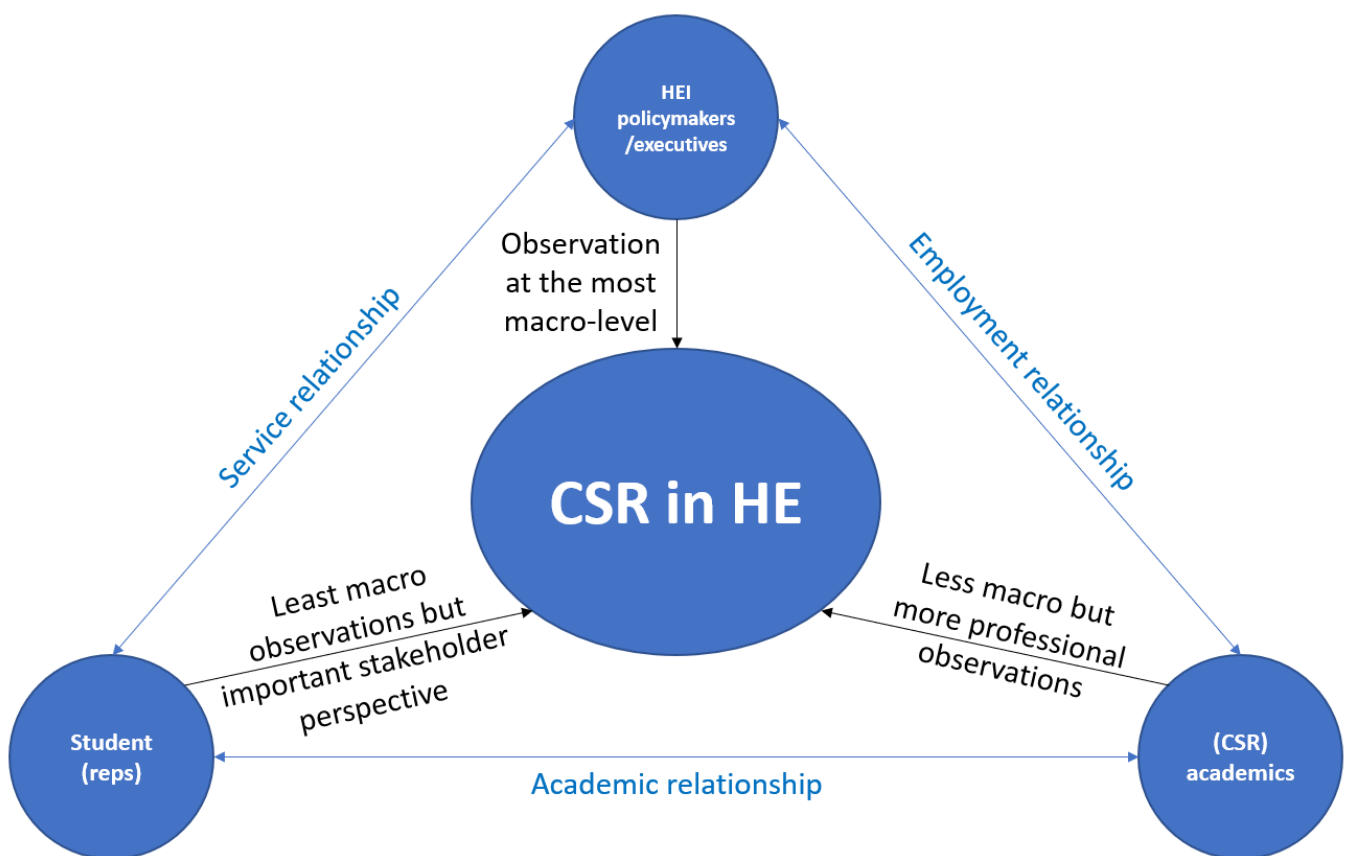 HEI
policymakers
/executives
Observation
at the most
macro-level
Service relationship
Employment relationship
CSR in HE
Least macro
observations but
important stakeholder
perspective
Less macro but
more professional
observations
Student
(reps)
(CSR)
academics
Academic relationship